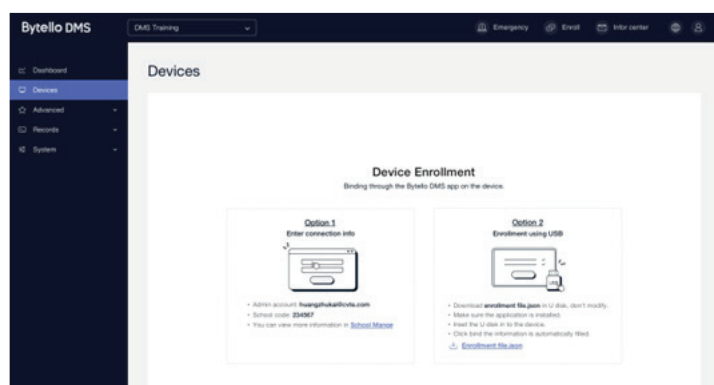 Bytello DMS
DMS Training
Emergency
Enroll
Infor center
Dashboard
Devices
Advanced
Records
System
Devices
Device Enrollment
Binding through the Bytello DMS app on the device.
Option 1
Enter connection info
• Admin account: huangzhukai@cvte.com
• School code: 234567
• You can view more information in School Mange
Option 2
Enrollment using USB
• Download enrollment file.json in U disk, don't modify.
• Make sure the application is installed.
• Inset the U disk in to the device.
• Click bind the information is automatically filled
Enrollment file.json